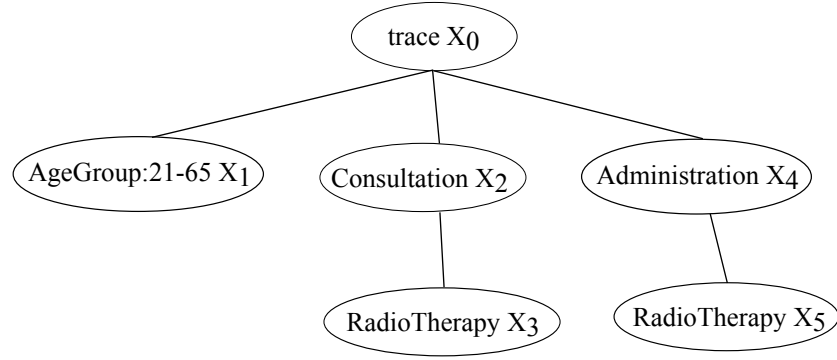 trace X0
AgeGroup:21-65 X1
Consultation X2
Administration X4
RadioTherapy X3
RadioTherapy X5